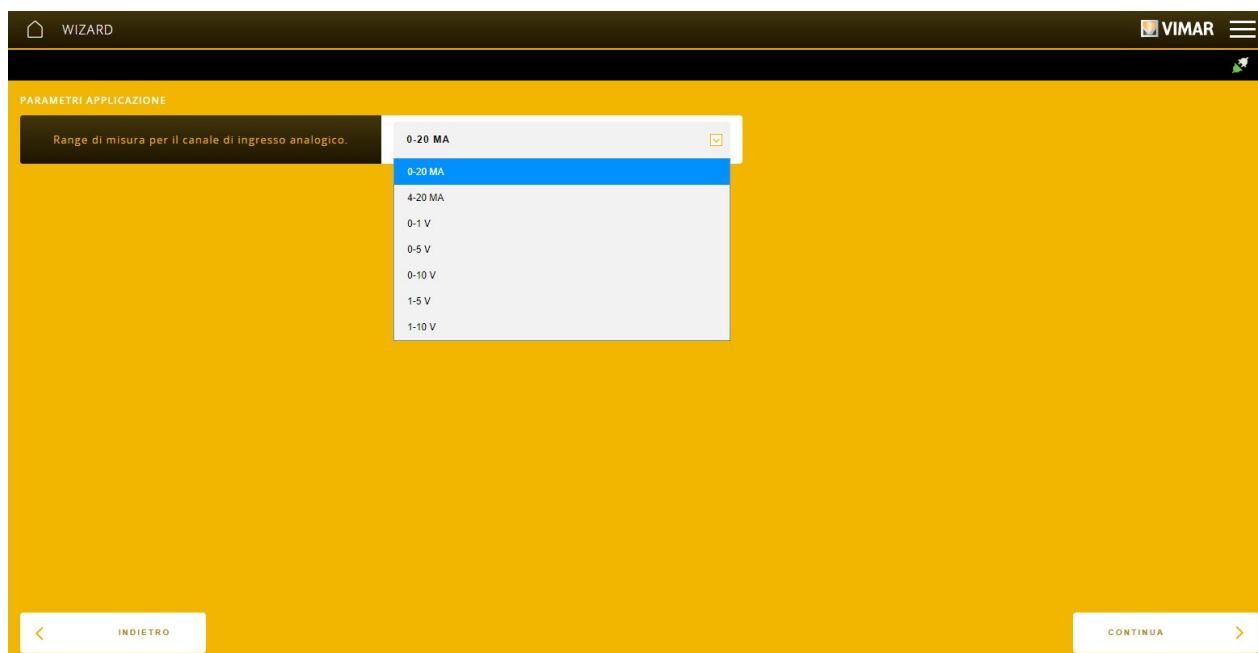 WIZARD
VIMAR
PARAMETRI APPLICAZIONE
Range di misura per il canale di ingresso analogico.
0-20 MA
0-20 MA
4-20 MA
0-1 V
0-5 V
0-10 V
1-5 V
1-10 V
INDIETRO
CONTINUA